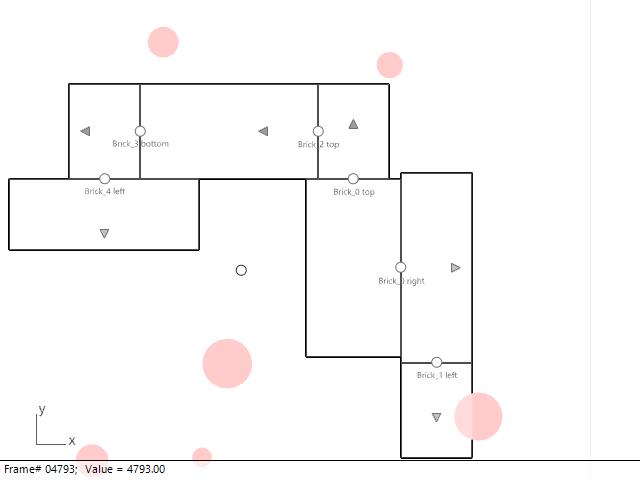 Brick_3 bottom
Brick_2 top
Brick_4 left
Brick_0 top
Brick_0 right
Brick_1 left
y
x
Frame# 04793; Value = 4793.00